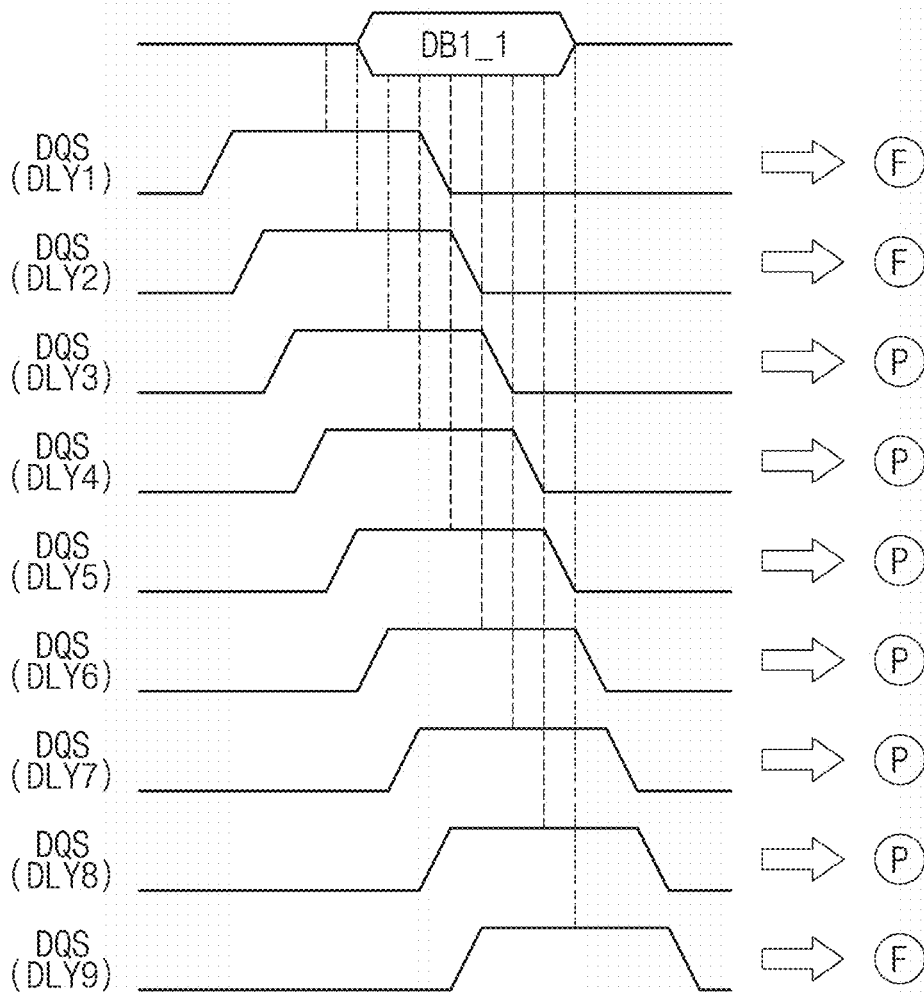 DB1_1
DQS
(DLY1)
F
DQS
(DLY2)
F
DQS
(DLY3)
P
DQS
(DLY4)
P
DQS
(DLY5)
P
DQS
(DLY6)
P
DQS
(DLY7)
P
DQS
(DLY8)
P
DQS
(DLY9)
F